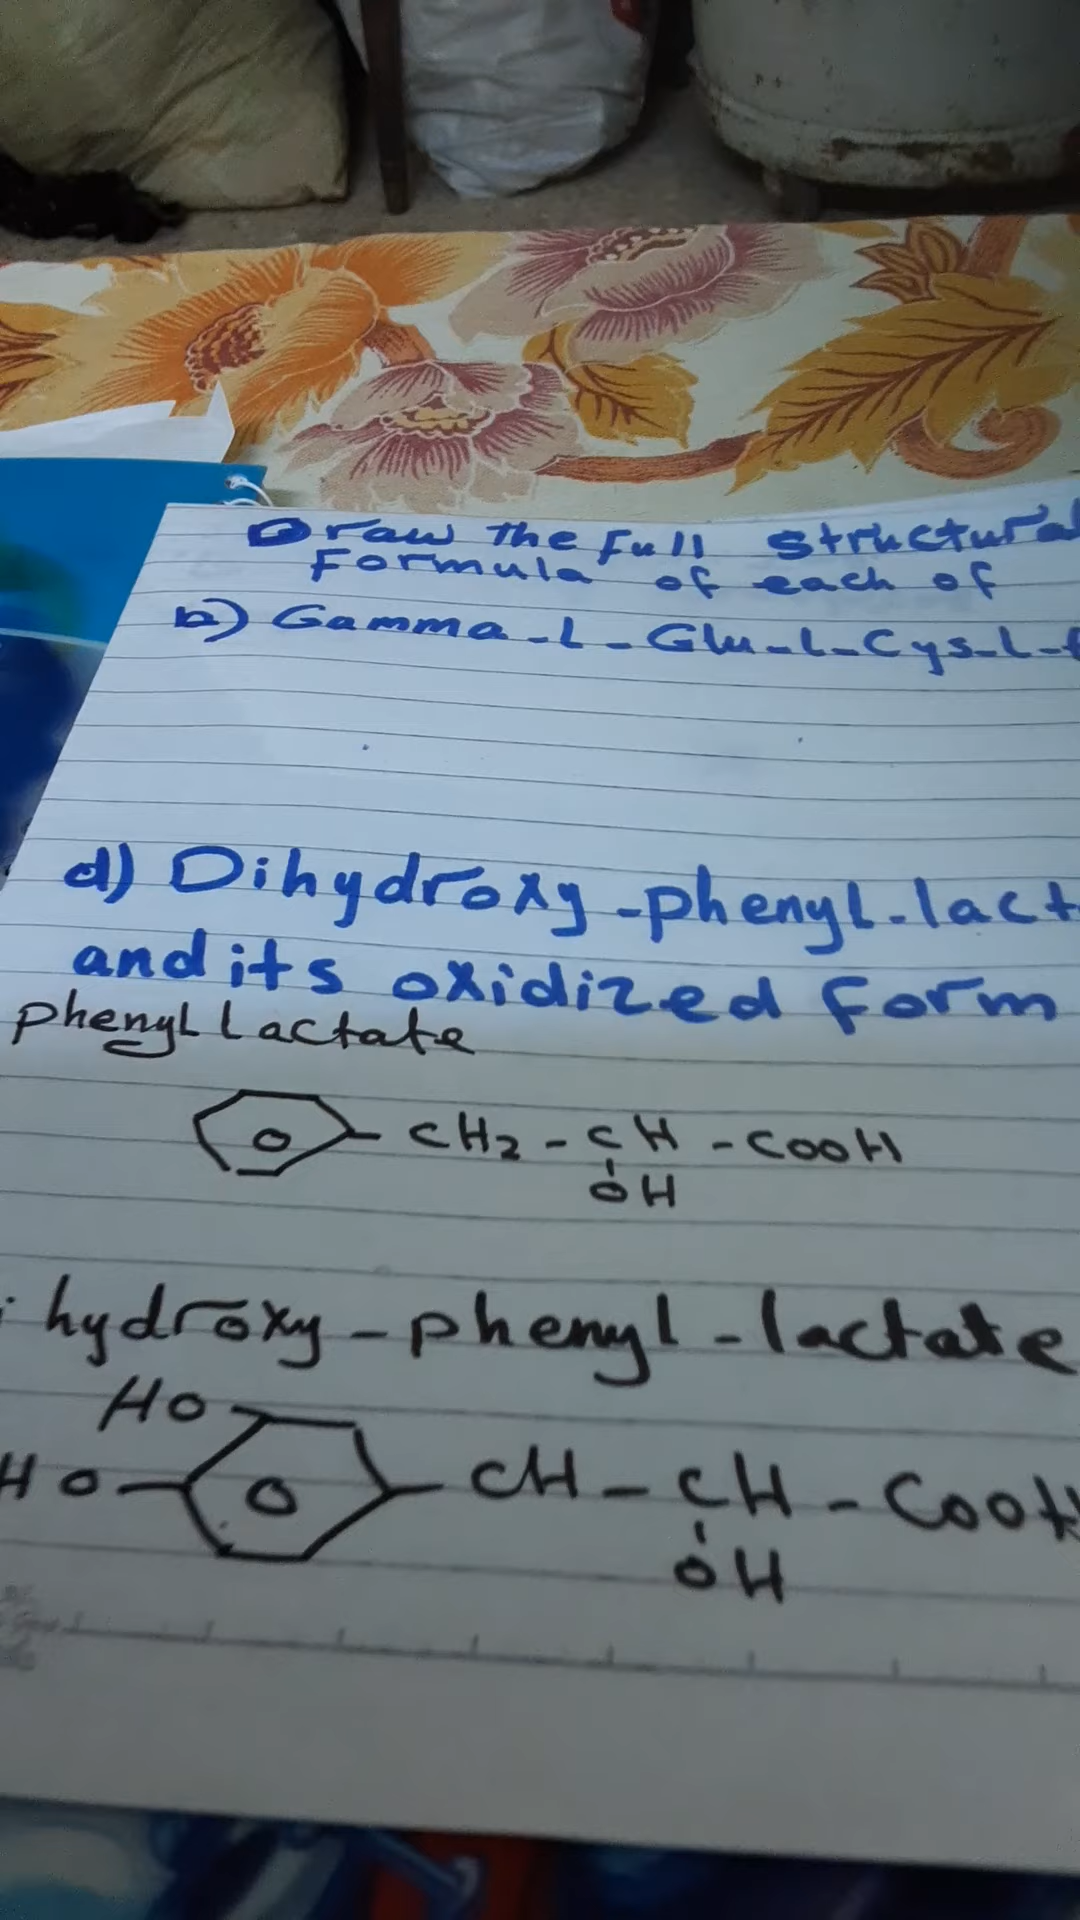 Draw the full structural
Formula of each of
b) Gamma-L-Glu-L-Cys-L-
d) Dihydroxy-phenyl-lact
and its oxidized form
phenyl lactate
CH2 - CH - COOH
OH
hydroxy-phenyl-lactate
HO
HO CH - CH - COOH
OH